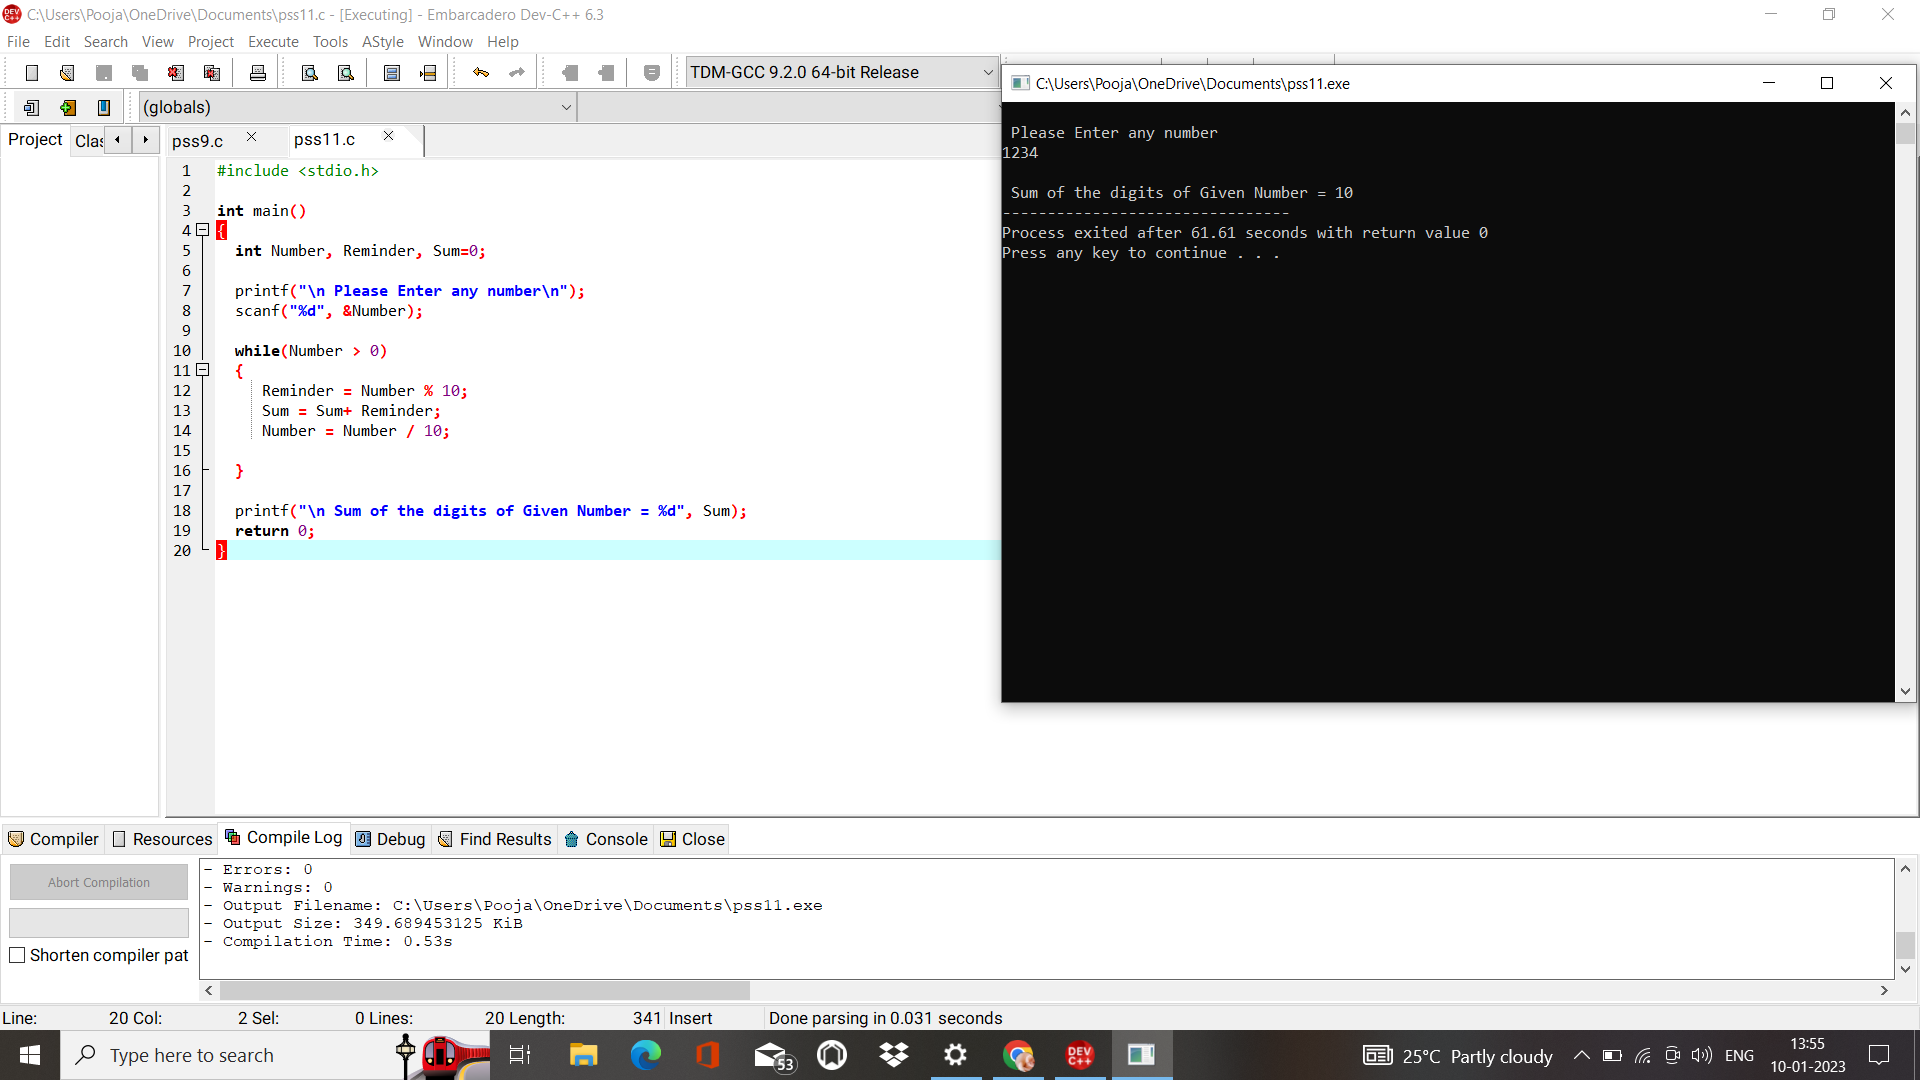 C:\Users\Pooja\OneDrive\Documents\pss11.c - [Executing] - Embarcadero Dev-C++ 6.3
File Edit Search View Project Execute Tools AStyle Window Help
TDM-GCC 9.2.0 64-bit Release
(globals)
Project Clas
pss9.c pss11.c
1 #include <stdio.h>
2
3 int main()
4 {
5 int Number, Reminder, Sum=0;
6
7 printf("\n Please Enter any number\n");
8 scanf("%d", &Number);
9
10 while(Number > 0)
11 {
12 Reminder = Number % 10;
13 Sum = Sum+ Reminder;
14 Number = Number / 10;
15
16 }
17
18 printf("\n Sum of the digits of Given Number = %d", Sum);
19 return 0;
20 }
C:\Users\Pooja\OneDrive\Documents\pss11.exe
Please Enter any number
1234
Sum of the digits of Given Number = 10
--------------------------------
Process exited after 61.61 seconds with return value 0
Press any key to continue . . .
Compiler Resources Compile Log Debug Find Results Console Close
Abort Compilation
Shorten compiler pat
- Errors: 0
- Warnings: 0
- Output Filename: C:\Users\Pooja\OneDrive\Documents\pss11.exe
- Output Size: 349.689453125 KiB
- Compilation Time: 0.53s
Line: 20 Col: 2 Sel: 0 Lines: 20 Length: 341 Insert Done parsing in 0.031 seconds
Type here to search
53
DEV C++
25°C Partly cloudy
ENG
13:55
10-01-2023